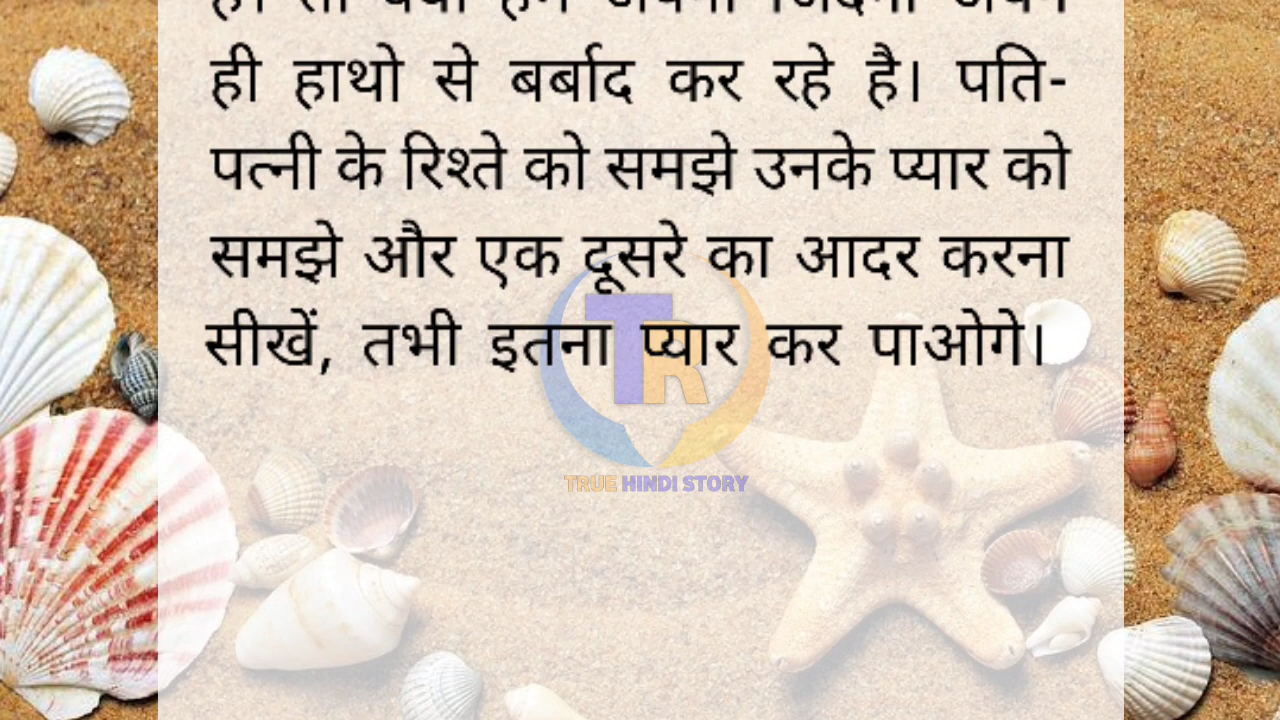 ही हाथो से बर्बाद कर रहे है। पति-
पत्नी के रिश्ते को समझे उनके प्यार को
समझे और एक दूसरे का आदर करना
सीखें, तभी इतना प्यार कर पाओगे।
TR
TRUE HINDI STORY